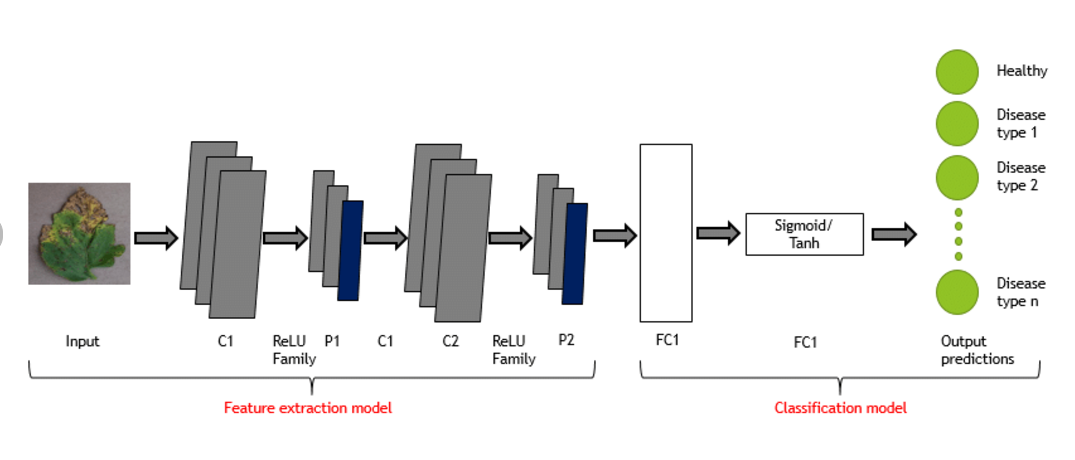 Healthy
Disease
type 1
Disease
type 2
Sigmoid/
Tanh
Disease
type n
Input
C1
ReLU
Family
P1
C1
C2
ReLU
Family
P2
FC1
FC1
Output
predictions
Feature extraction model
Classification model